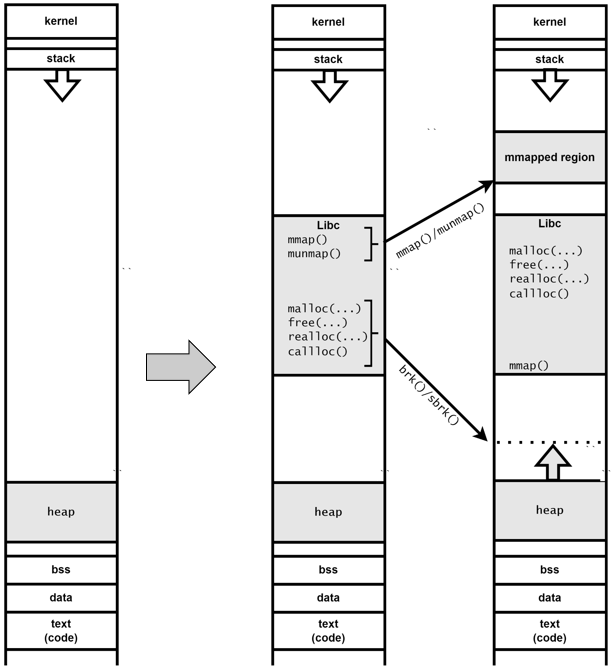 kernel
stack
heap
bss
data
text
(code)
kernel
stack
Libc
mmap()
munmap()
malloc(...)
free(...)
realloc(...)
callloc()
heap
bss
data
text
(code)
mmap()/munmap()
brk()/sbrk()
kernel
stack
mmapped region
Libc
malloc(...)
free(...)
realloc(...)
callloc()
mmap()
heap
bss
data
text
(code)